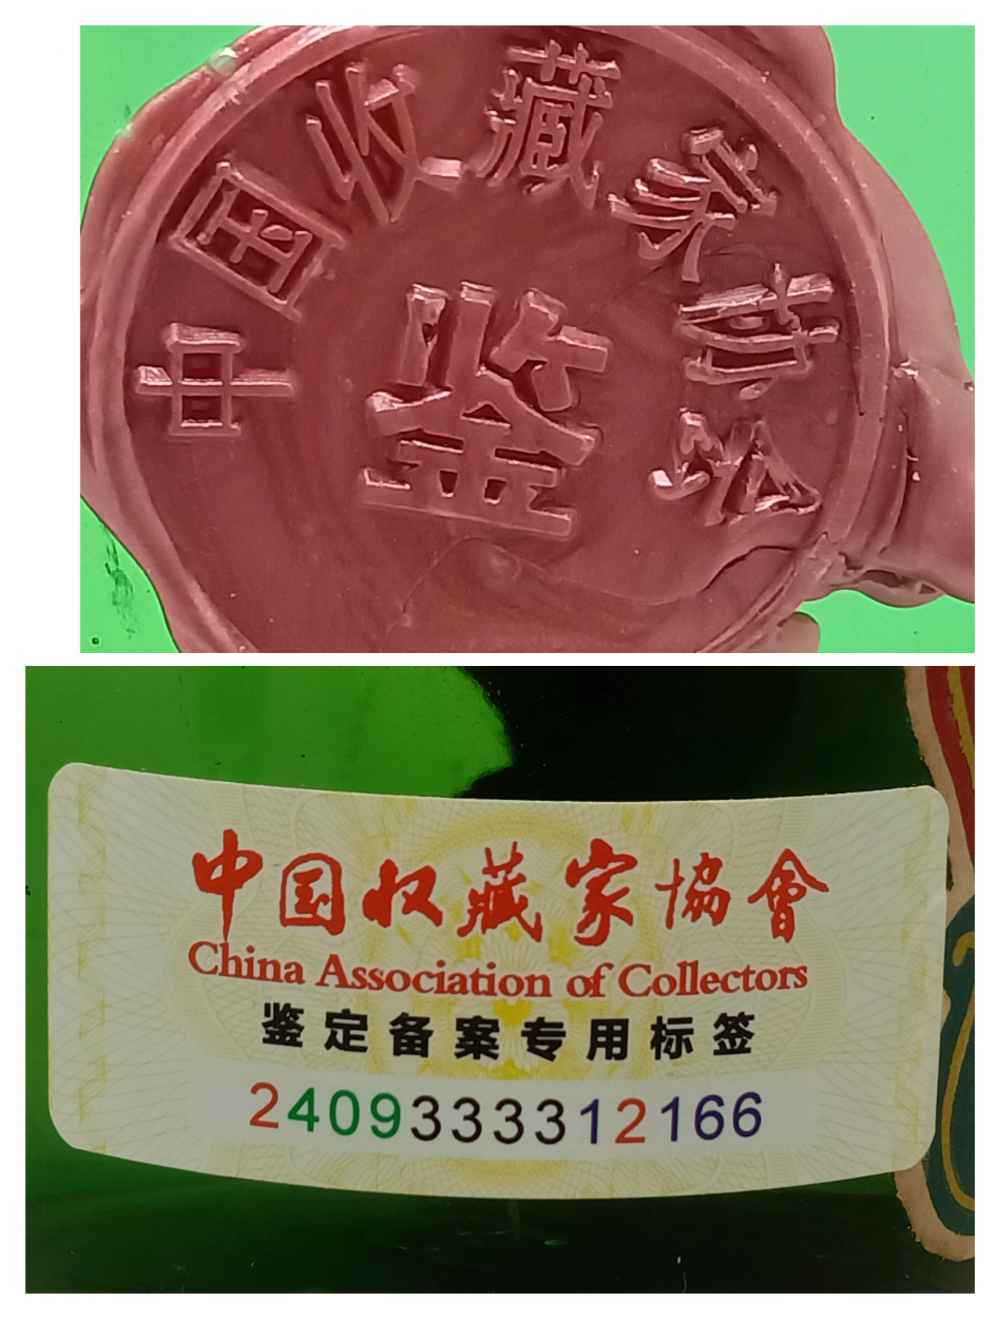 中国收藏家协会
鉴
中国收藏家協會
China Association of Collectors
鉴定备案专用标签
2409333312166